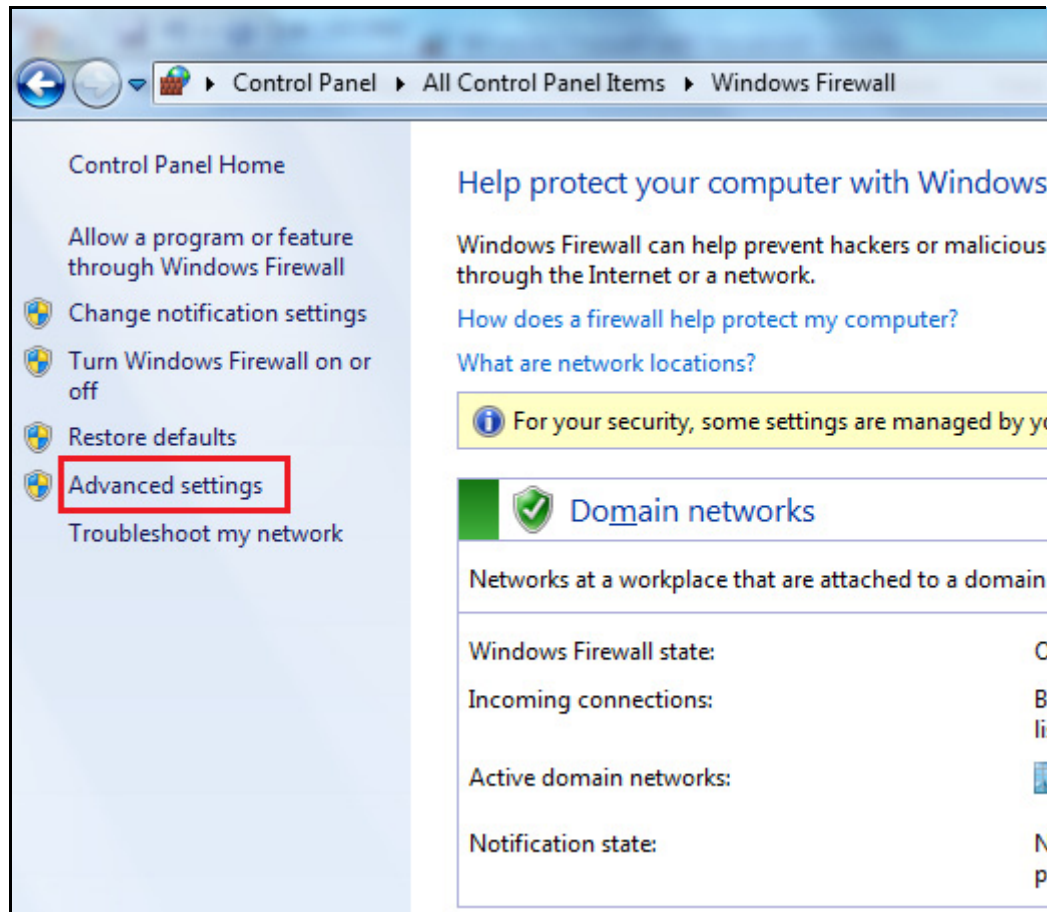 Control Panel ▸ All Control Panel Items ▸ Windows Firewall
Control Panel Home
Allow a program or feature
through Windows Firewall
Change notification settings
Turn Windows Firewall on or
off
Restore defaults
Advanced settings
Troubleshoot my network
Help protect your computer with Windows
Windows Firewall can help prevent hackers or malicious
through the Internet or a network.
How does a firewall help protect my computer?
What are network locations?
For your security, some settings are managed by
Domain networks
Networks at a workplace that are attached to a domain
Windows Firewall state:
Incoming connections:
Active domain networks:
Notification state: